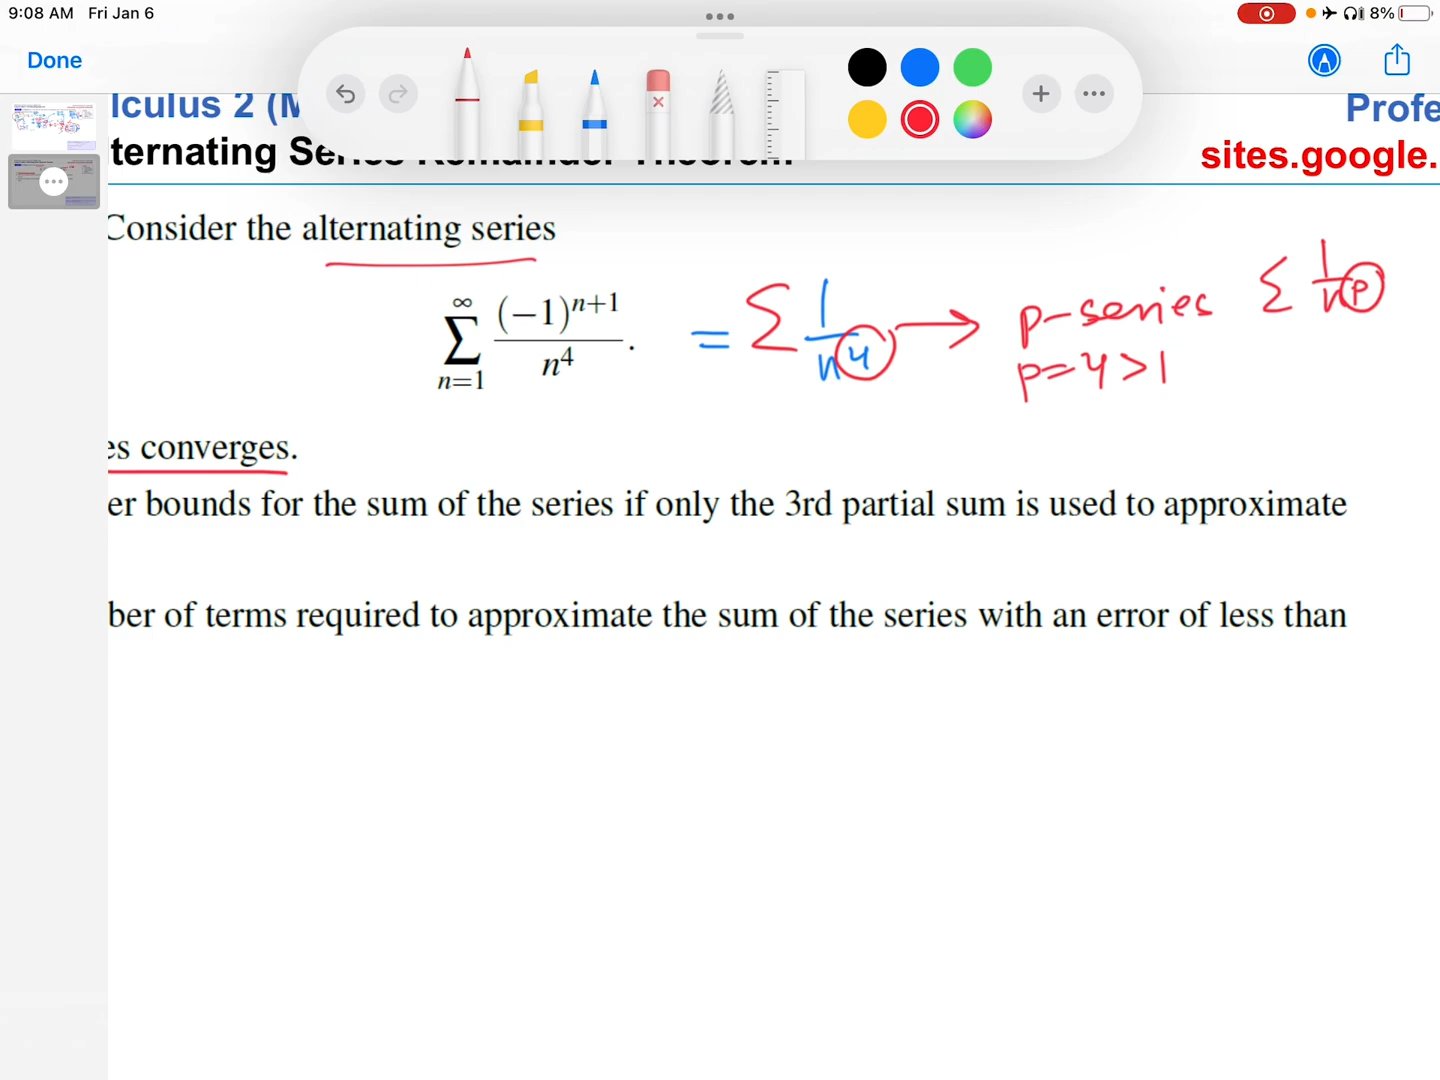 9:08 AM Fri Jan 6
8%
Done
lculus 2 (M
Profe
ternating Series Remainder Theorem
sites.google.
Consider the alternating series
∞ ∑ n=1 (−1)^{n+1} / n^4 . = ∑ 1/n^4 → p-series ∑ 1/n^p
p=4>1
es converges.
er bounds for the sum of the series if only the 3rd partial sum is used to approximate
ber of terms required to approximate the sum of the series with an error of less than